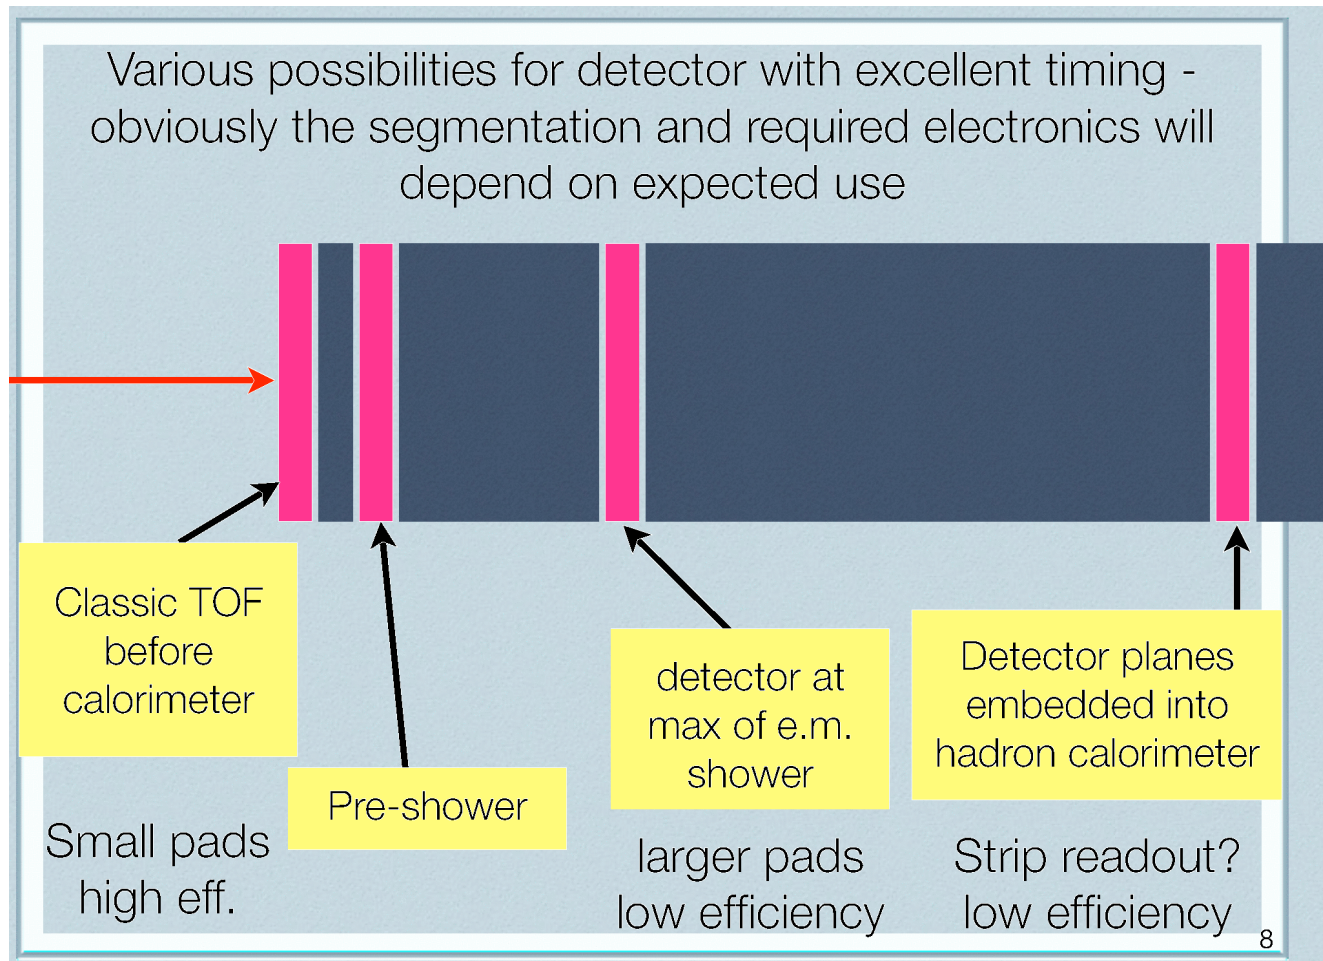 Various possibilities for detector with excellent timing -
obviously the segmentation and required electronics will
depend on expected use
Classic TOF
before
calorimeter
Pre-shower
detector at
max of e.m.
shower
Detector planes
embedded into
hadron calorimeter
Small pads
high eff.
larger pads
low efficiency
Strip readout?
low efficiency
8